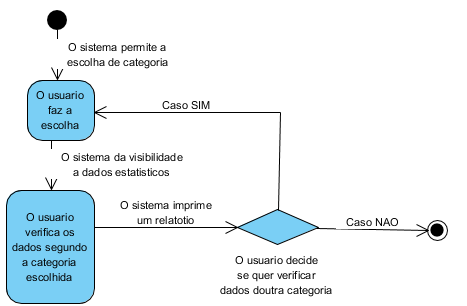 O sistema permite a
escolha de categoria
O usuario
faz a
escolha
Caso SIM
O sistema da visibilidade
a dados estatisticos
O usuario
verifica os
dados segundo
a categoria
escolhida
O sistema imprime
um relatotio
Caso NAO
O usuario decide
se quer verificar
dados doutra categoria